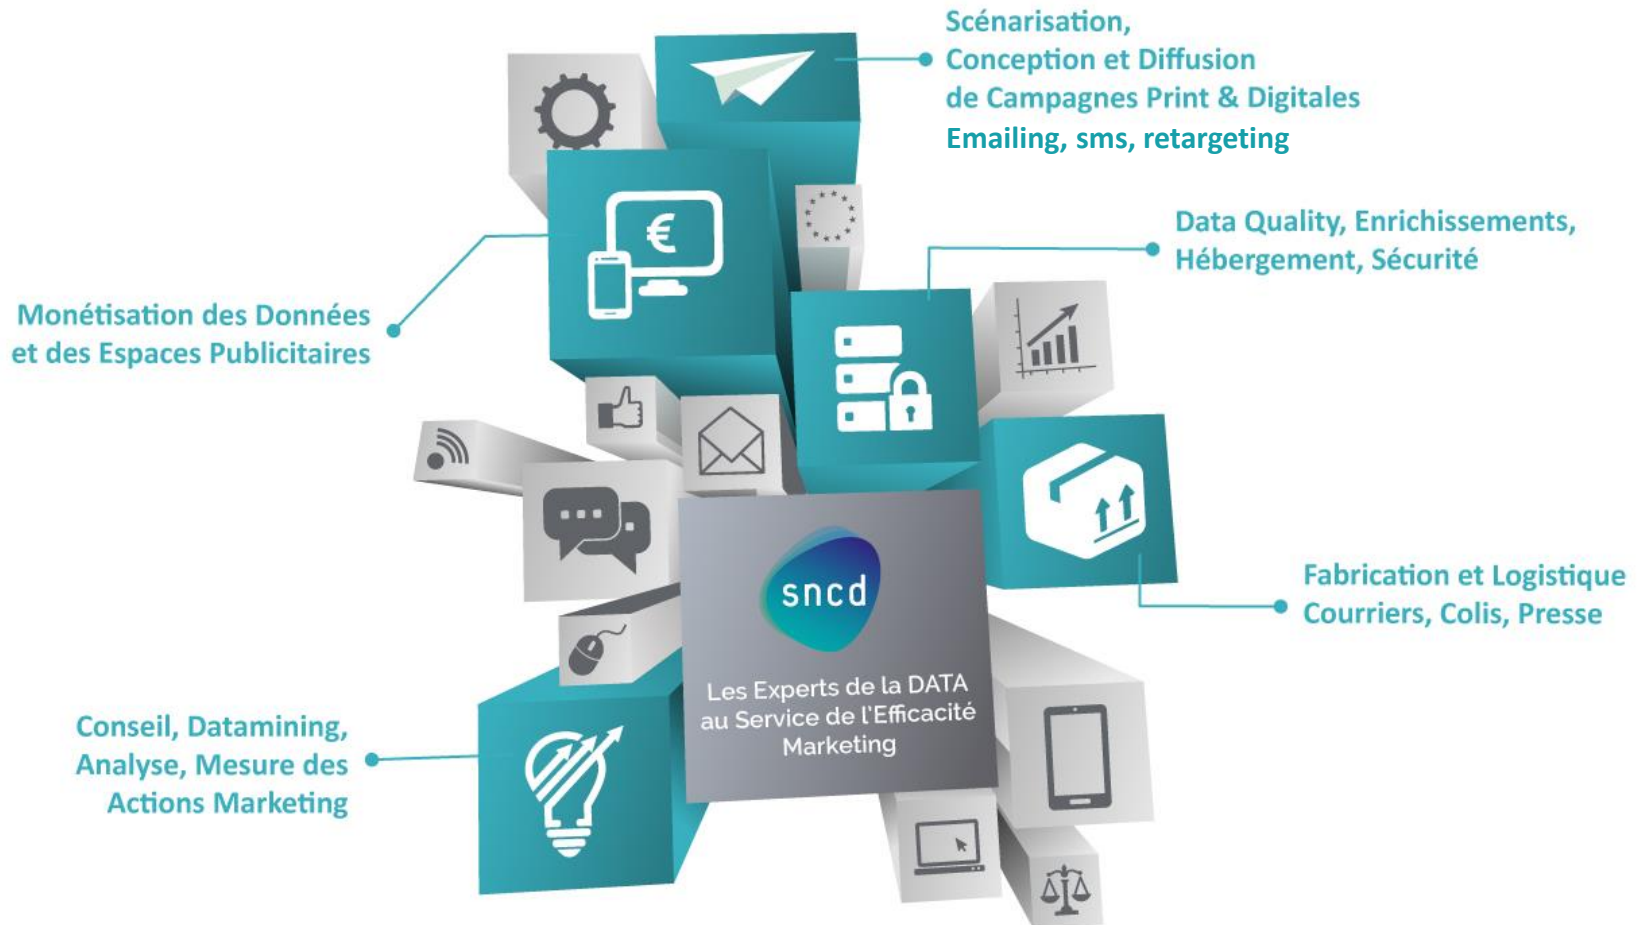 Scénarisation,
Conception et Diffusion
de Campagnes Print & Digitales
Emailing, sms, retargeting
Data Quality, Enrichissements,
Hébergement, Sécurité
Monétisation des Données
et des Espaces Publicitaires
€
sncd
Les Experts de la DATA
au Service de l'Efficacité
Marketing
Fabrication et Logistique
Courriers, Colis, Presse
Conseil, Datamining,
Analyse, Mesure des
Actions Marketing